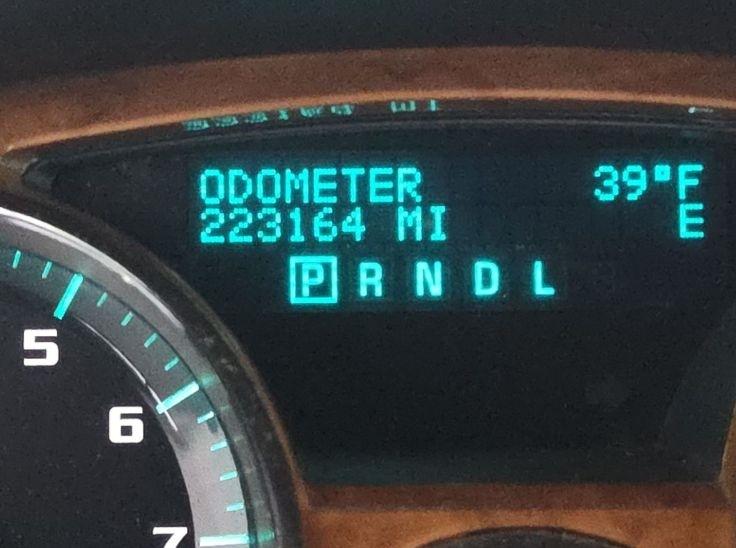 ODOMETER 39°F
223164 MI E
P R N D L
5
6
7